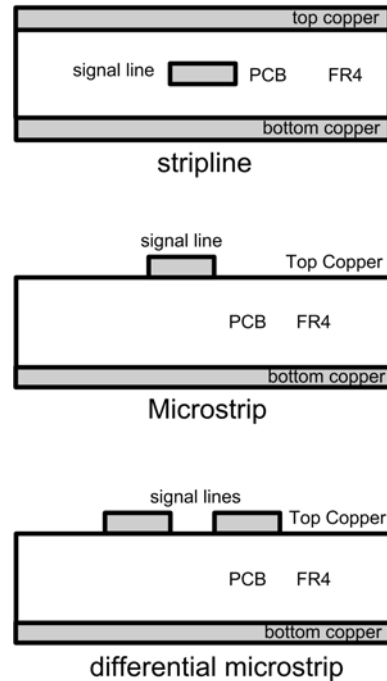 top copper
signal line
PCB FR4
bottom copper
stripline
signal line
Top Copper
PCB FR4
bottom copper
Microstrip
signal lines
Top Copper
PCB FR4
bottom copper
differential microstrip